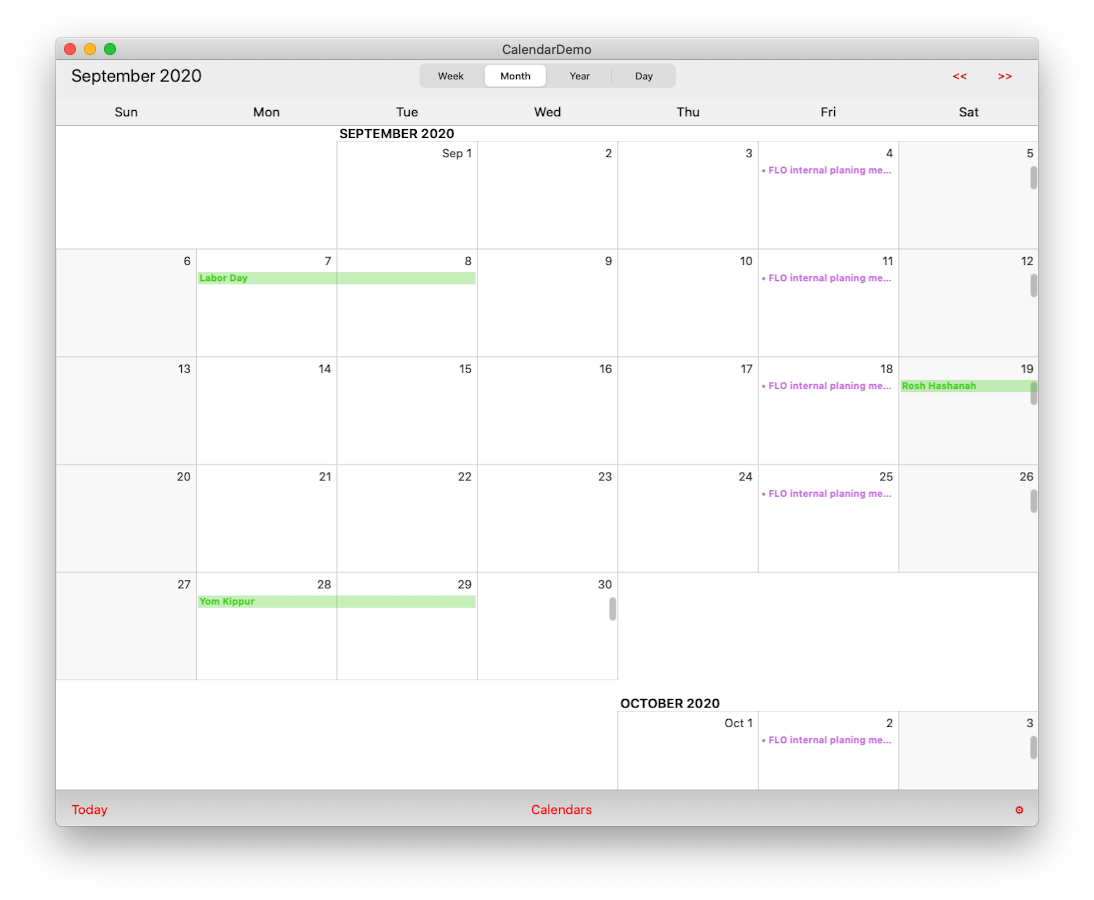 CalendarDemo
September 2020
Week Month Year Day
<< >>
Sun Mon Tue Wed Thu Fri Sat
SEPTEMBER 2020
Sep 1 2 3 4 5
• FLO internal planing me...
6 7 8 9 10 11 12
Labor Day • FLO internal planing me...
13 14 15 16 17 18 19
• FLO internal planing me... Rosh Hashanah
20 21 22 23 24 25 26
• FLO internal planing me...
27 28 29 30
Yom Kippur
OCTOBER 2020
Oct 1 2 3
• FLO internal planing me...
Today Calendars